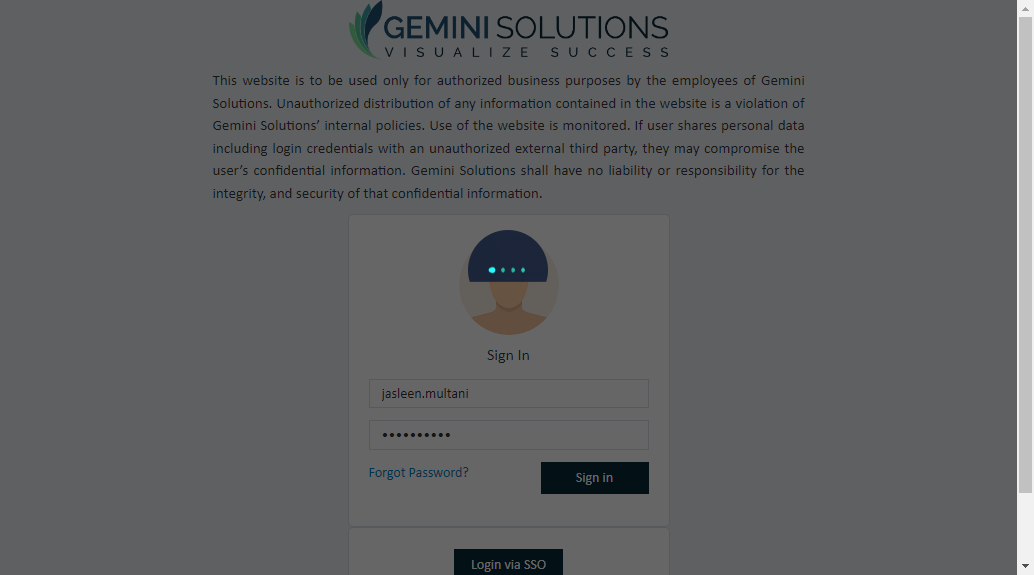 GEMINI SOLUTIONS
VISUALIZE SUCCESS
This website is to be used only for authorized business purposes by the employees of Gemini
Solutions. Unauthorized distribution of any information contained in the website is a violation of
Gemini Solutions’ internal policies. Use of the website is monitored. If user shares personal data
including login credentials with an unauthorized external third party, they may compromise the
user’s confidential information. Gemini Solutions shall have no liability or responsibility for the
integrity, and security of that confidential information.
Sign In
jasleen.multani
••••••••••
Forgot Password?
Sign in
Login via SSO